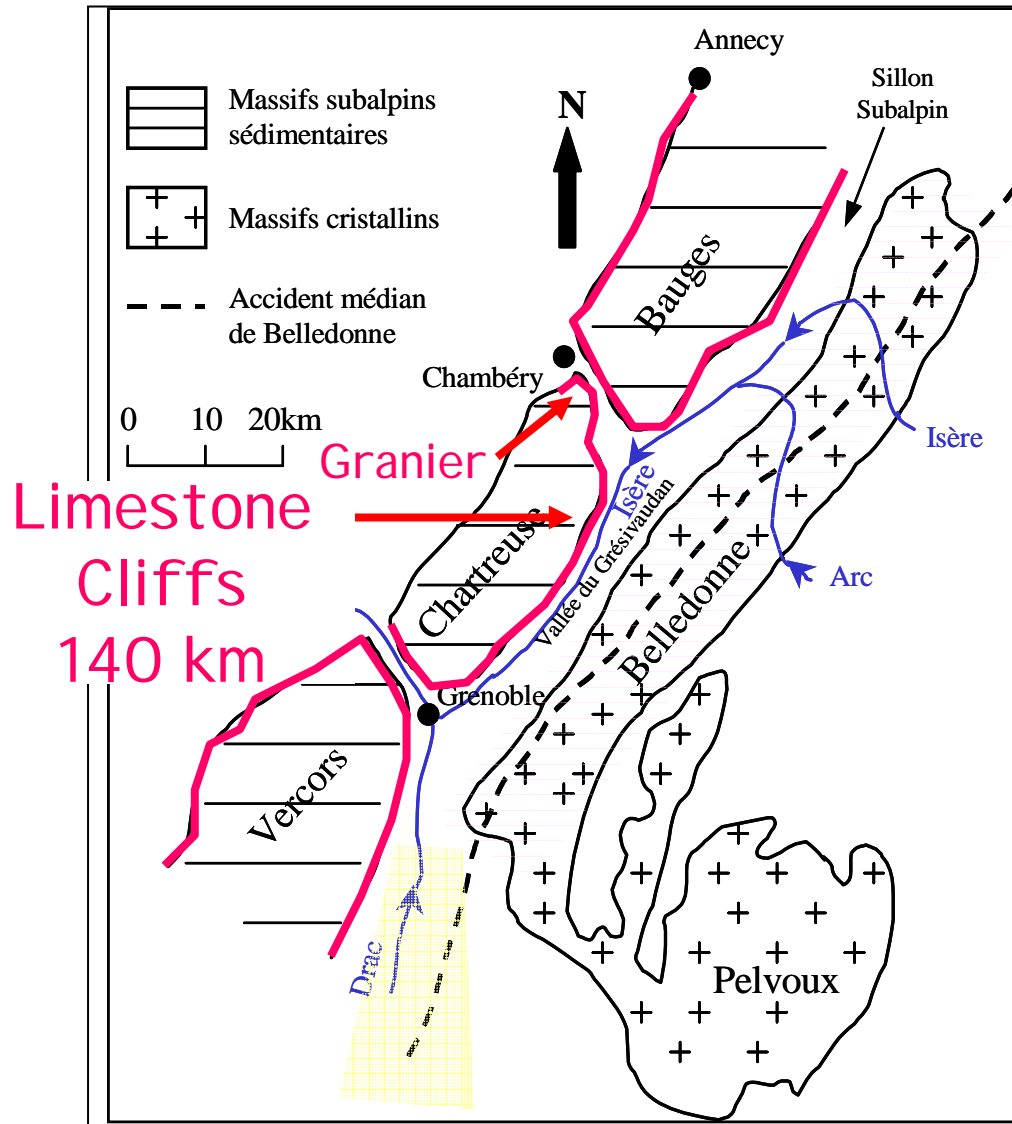 Annecy
Sillon
Subalpin
N
Massifs subalpins
sédimentaires
Massifs cristallins
Accident médian
de Belledonne
0 10 20km
Bauges
Chambéry
Granier
Isère
Limestone
Cliffs
140 km
Chartreuse
Isère
Vallée du Grésivaudan
Belledonne
Arc
Grenoble
Vercors
Drac
Pelvoux